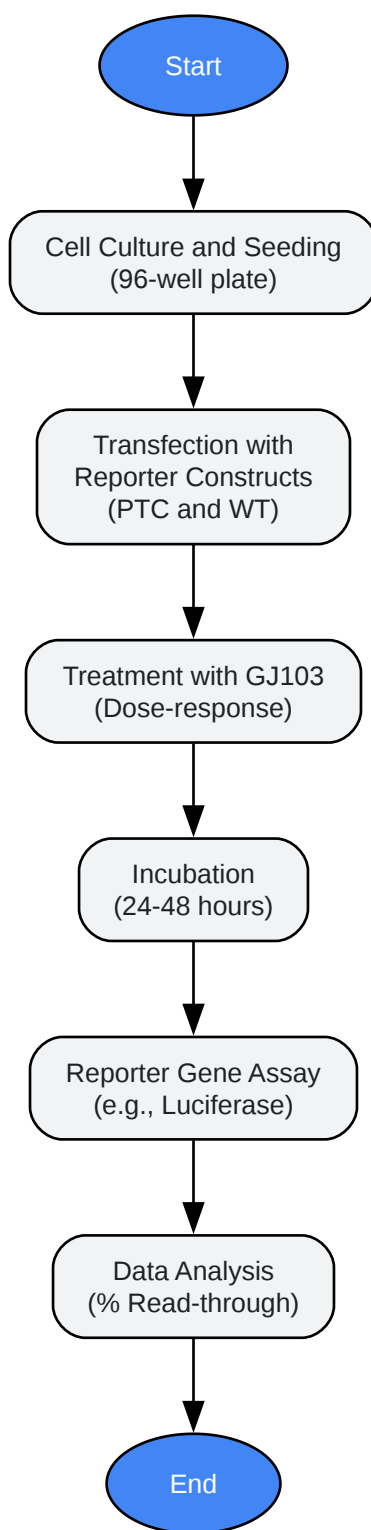 Start
Cell Culture and Seeding
(96-well plate)
Transfection with
Reporter Constructs
(PTC and WT)
Treatment with GJ103
(Dose-response)
Incubation
(24-48 hours)
Reporter Gene Assay
(e.g., Luciferase)
Data Analysis
(% Read-through)
End